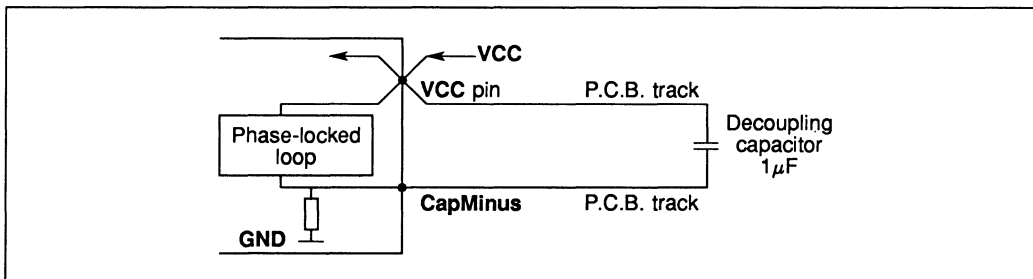 VCC
VCC pin
P.C.B. track
Phase-locked
loop
Decoupling
capacitor
1μF
CapMinus
P.C.B. track
GND